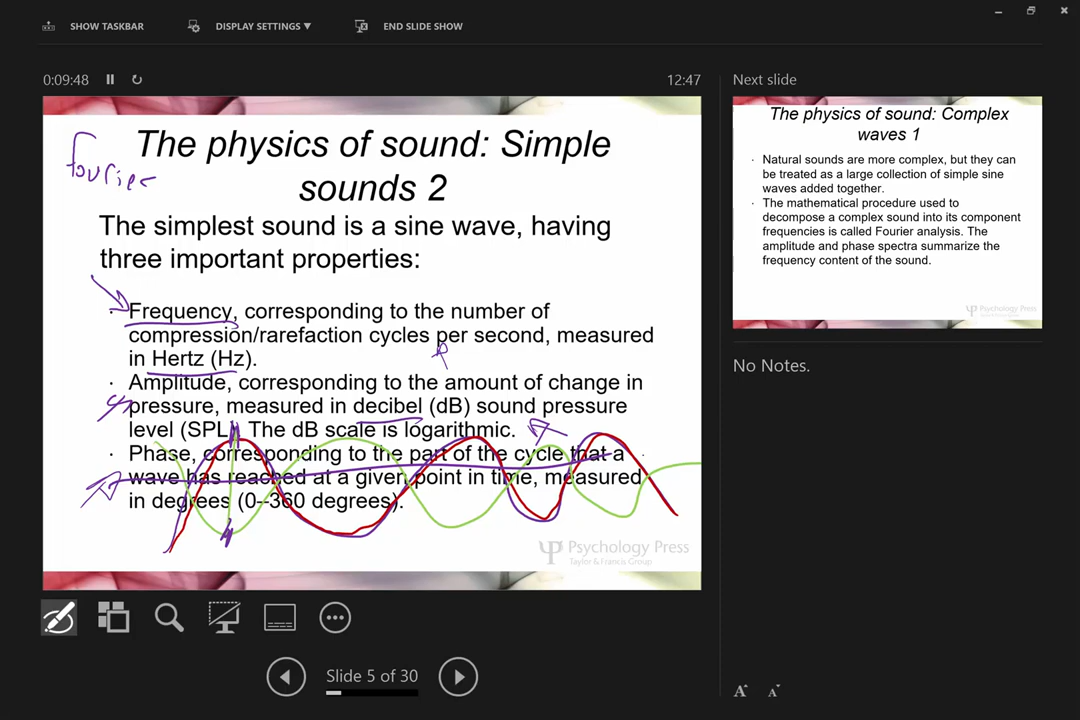 SHOW TASKBAR
DISPLAY SETTINGS ▼
END SLIDE SHOW
0:09:48
12:47
Next slide
Fourier
The physics of sound: Simple
sounds 2
The simplest sound is a sine wave, having
three important properties:
· Frequency, corresponding to the number of
compression/rarefaction cycles per second, measured
in Hertz (Hz).
· Amplitude, corresponding to the amount of change in
pressure, measured in decibel (dB) sound pressure
level (SPL). The dB scale is logarithmic.
· Phase, corresponding to the part of the cycle that a
wave has reached at a given point in time, measured
in degrees (0--360 degrees).
Psychology Press
Taylor & Francis Group
The physics of sound: Complex
waves 1
· Natural sounds are more complex, but they can
be treated as a large collection of simple sine
waves added together.
· The mathematical procedure used to
decompose a complex sound into its component
frequencies is called Fourier analysis. The
amplitude and phase spectra summarize the
frequency content of the sound.
Psychology Press
No Notes.
Slide 5 of 30
A A